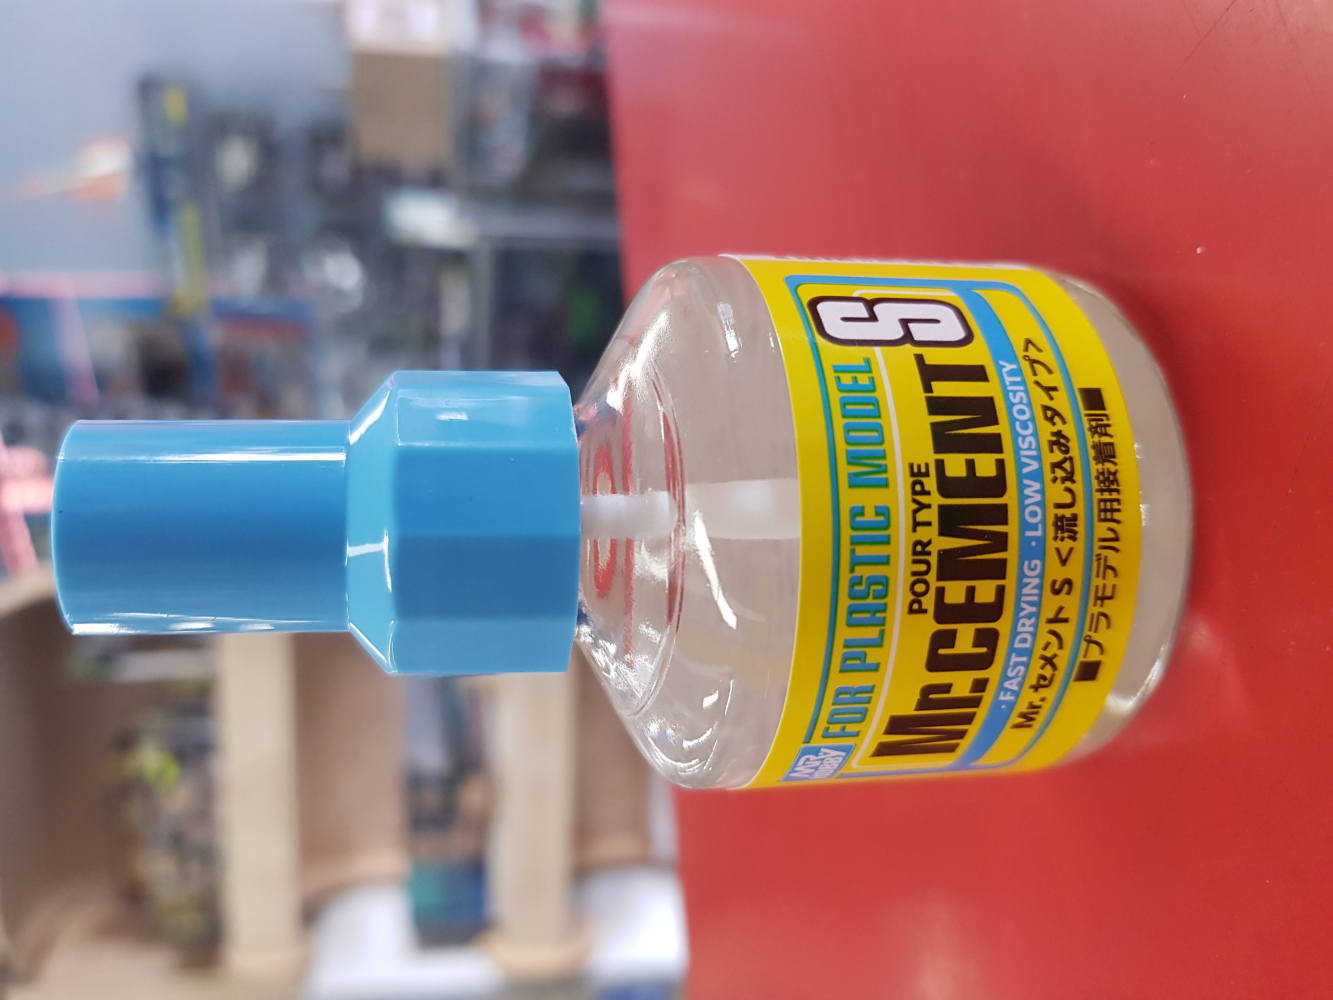 MR. HOBBY
FOR PLASTIC MODEL
POUR TYPE
Mr.CEMENT S
・FAST DRYING ・LOW VISCOSITY
Mr. セメント S <流し込みタイプ>
■プラモデル用接着剤■